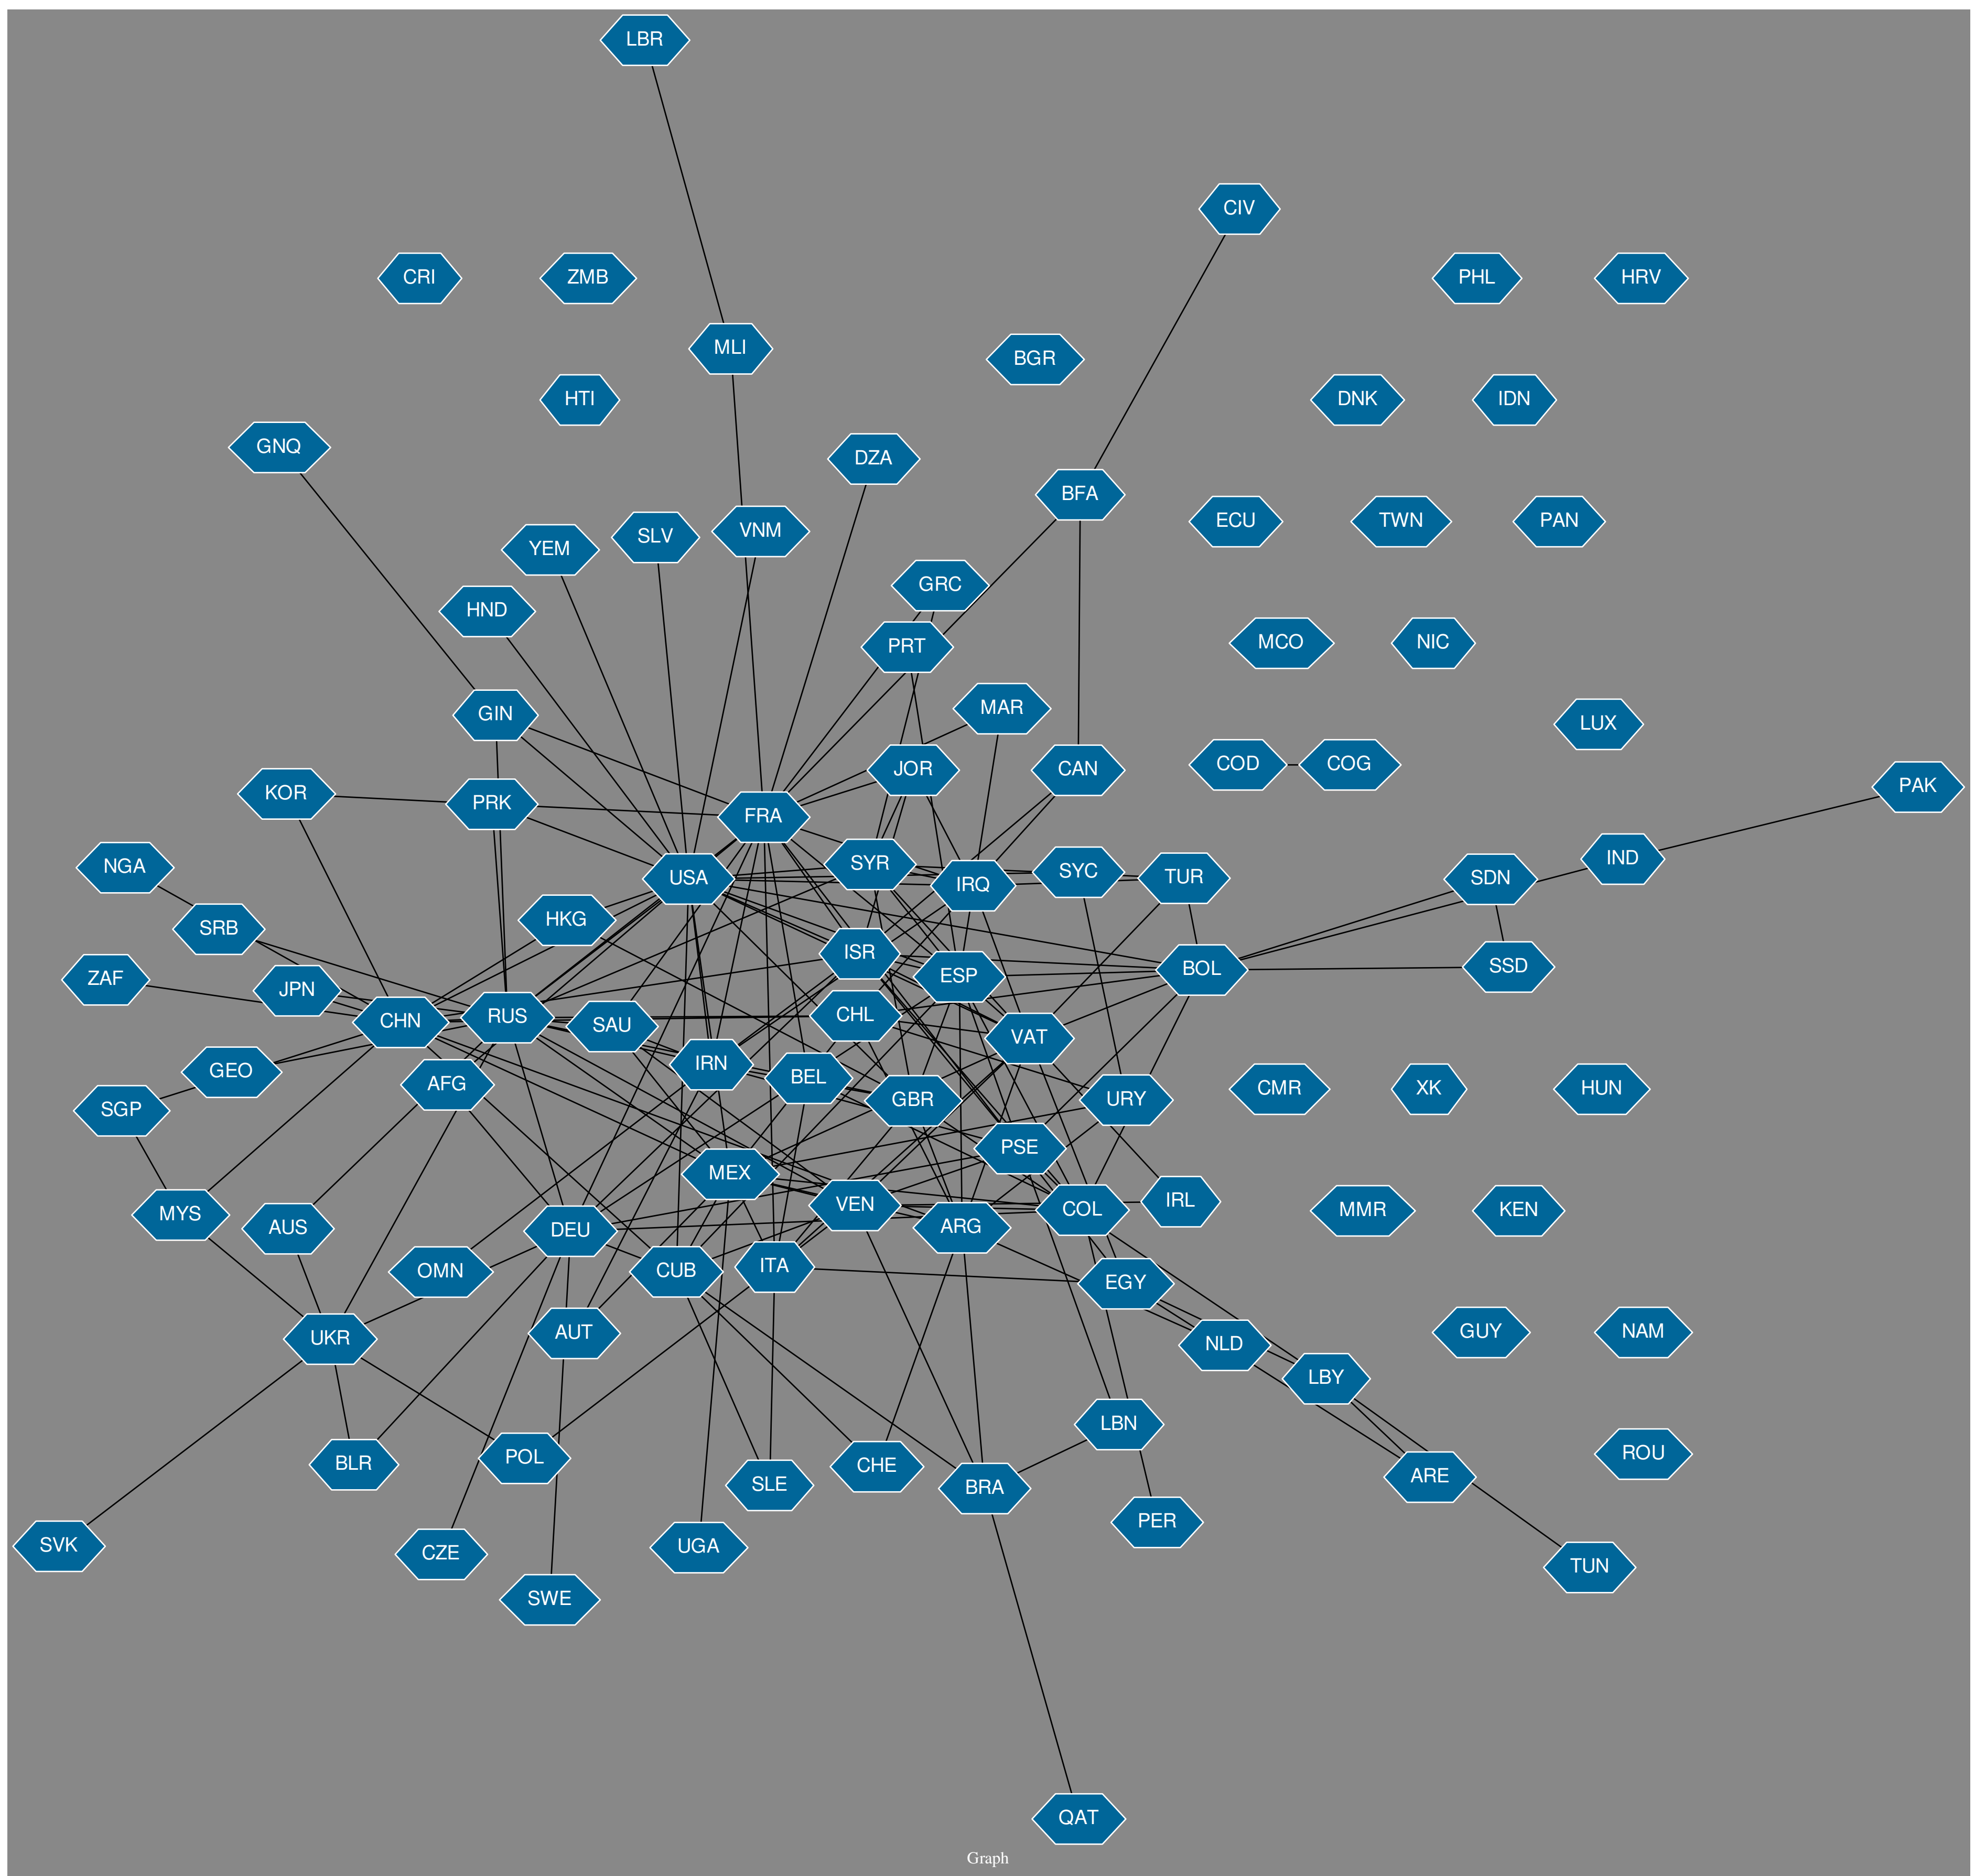 LBR
CIV
CRI
ZMB
PHL
HRV
MLI
BGR
HTI
DNK
IDN
GNQ
DZA
BFA
ECU
TWN
PAN
VNM
SLV
YEM
GRC
HND
PRT
MCO
NIC
MAR
GIN
LUX
JOR
CAN
COD
COG
PAK
KOR
PRK
FRA
IND
NGA
SYR
SYC
TUR
SDN
USA
IRQ
HKG
SRB
ISR
SSD
BOL
ESP
ZAF
JPN
CHL
RUS
CHN
SAU
VAT
IRN
GEO
BEL
AFG
CMR
XK
HUN
GBR
URY
SGP
PSE
MEX
IRL
VEN
COL
MMR
KEN
MYS
AUS
ARG
DEU
ITA
OMN
CUB
EGY
GUY
NAM
AUT
UKR
NLD
LBY
LBN
ROU
POL
BLR
CHE
ARE
SLE
BRA
PER
SVK
UGA
CZE
TUN
SWE
QAT
Graph